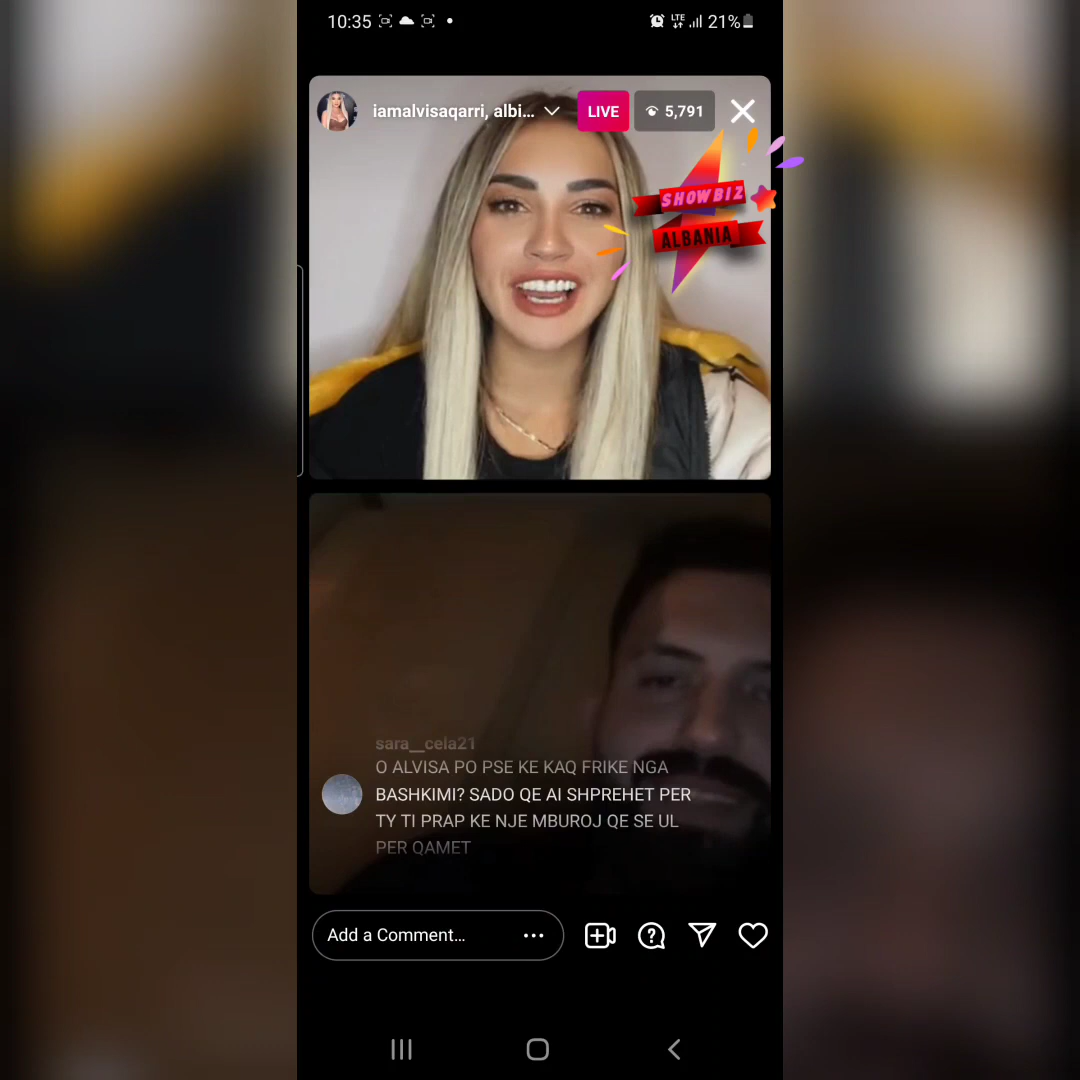 10:35
LTE
21%
iamalvisaqarri, albi...
LIVE
5,791
SHOWBIZ
ALBANIA
sara__cela21
O ALVISA PO PSE KE KAQ FRIKE NGA
BASHKIMI? SADO QE AI SHPREHET PER
TY TI PRAP KE NJE MBUROJ QE SE UL
PER QAMET
Add a Comment...